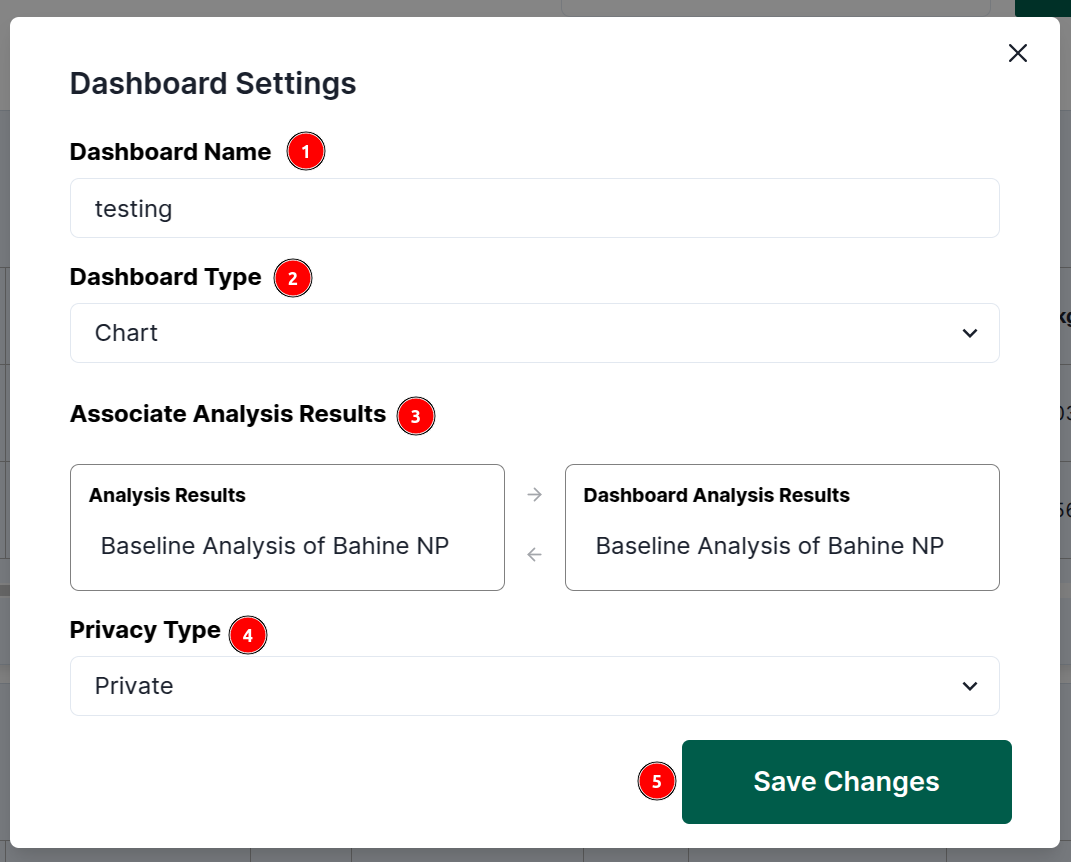 Dashboard Settings
Dashboard Name 1
testing
Dashboard Type 2
Chart
Associate Analysis Results 3
Analysis Results
Baseline Analysis of Bahine NP
Dashboard Analysis Results
Baseline Analysis of Bahine NP
Privacy Type 4
Private
5 Save Changes